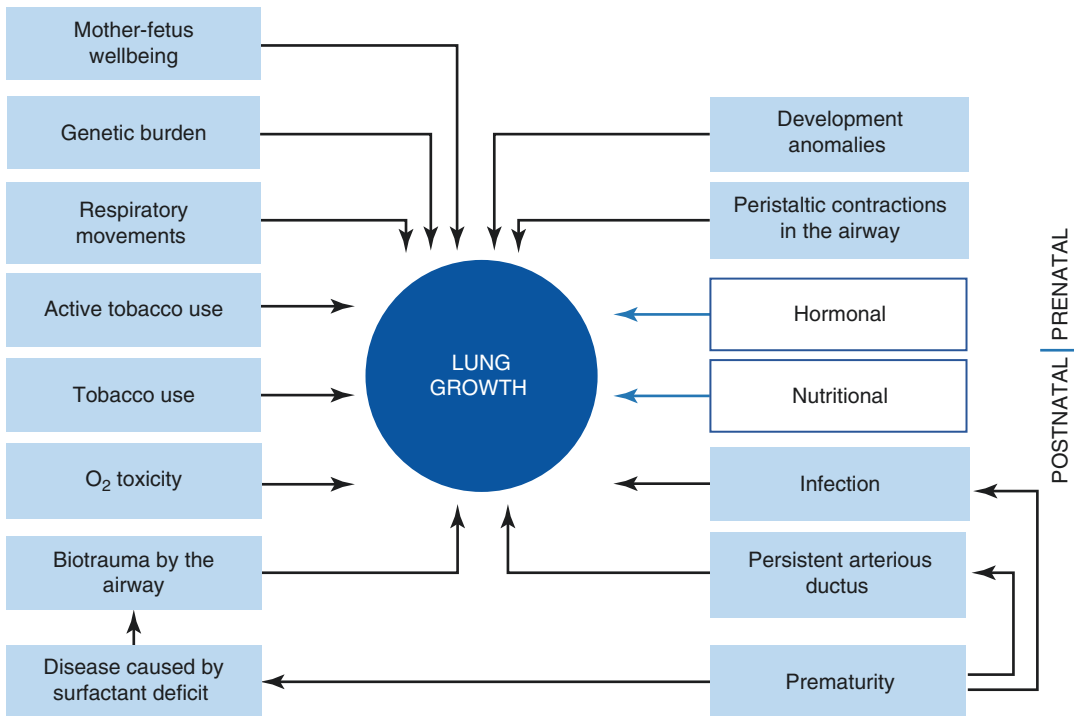 Mother-fetus
wellbeing
Genetic burden
Respiratory
movements
Active tobacco use
Tobacco use
O₂ toxicity
Biotrauma by the
airway
Disease caused by
surfactant deficit
LUNG
GROWTH
Development
anomalies
Peristaltic contractions
in the airway
Hormonal
Nutritional
Infection
Persistent arterious
ductus
Prematurity
POSTNATAL | PRENATAL